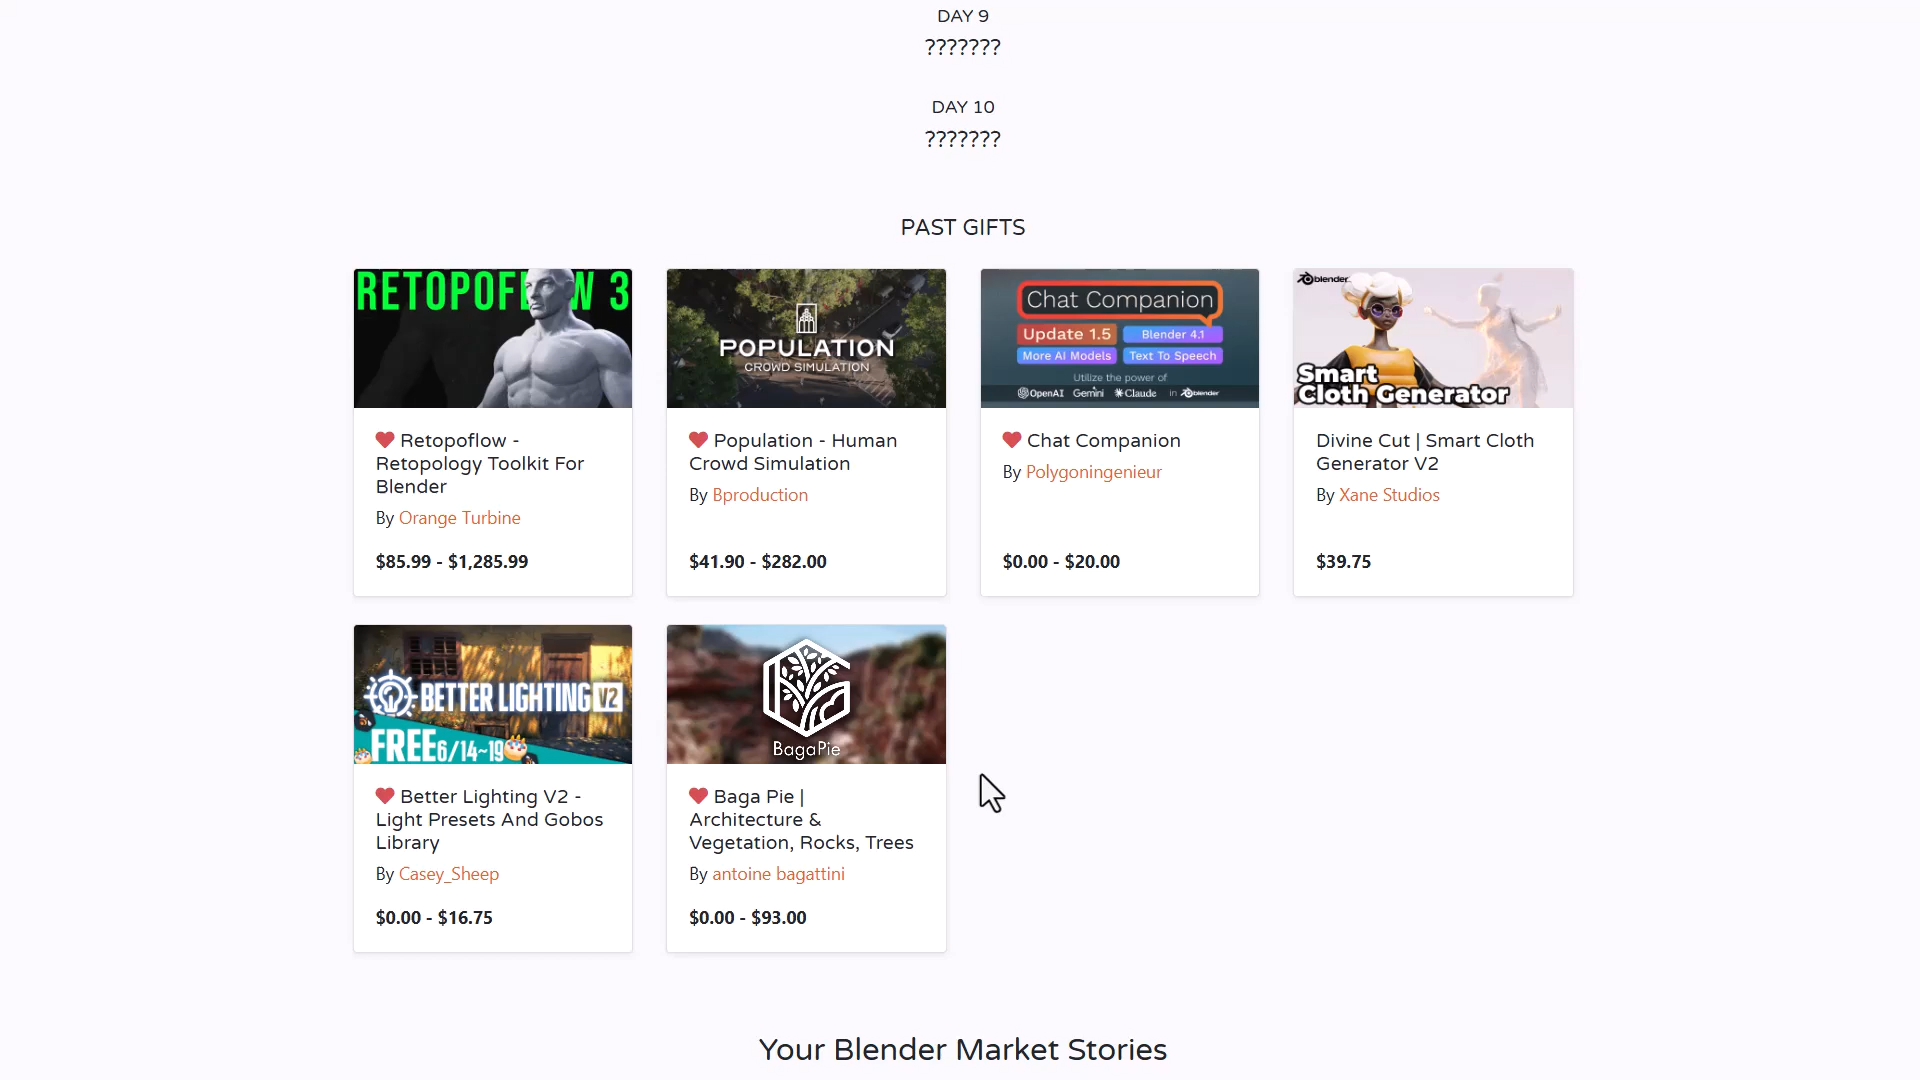 DAY 9
???????
DAY 10
???????
PAST GIFTS
RETOPOFLOW 3
Retopoflow -
Retopology Toolkit For
Blender
By Orange Turbine
$85.99 - $1,285.99
POPULATION
CROWD SIMULATION
Population - Human
Crowd Simulation
By Bproduction
$41.90 - $282.00
Chat Companion
Update 1.5 Blender 4.1
More AI Models Text To Speech
Utilize the power of
OpenAI Gemini Claude in blender
Chat Companion
By Polygoningenieur
$0.00 - $20.00
blender
Smart
Cloth Generator
Divine Cut | Smart Cloth
Generator V2
By Xane Studios
$39.75
BETTER LIGHTING V2
FREE 6/14~19
Better Lighting V2 -
Light Presets And Gobos
Library
By Casey_Sheep
$0.00 - $16.75
BagaPie
Baga Pie |
Architecture &
Vegetation, Rocks, Trees
By antoine bagattini
$0.00 - $93.00
Your Blender Market Stories